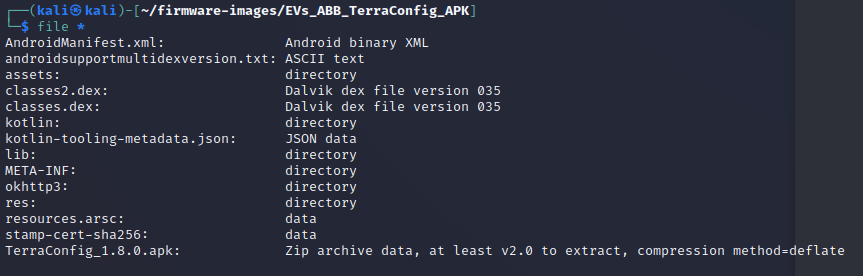 ┌──(kali㉿kali)-[~/firmware-images/EVs_ABB_TerraConfig_APK]
└─$ file *
AndroidManifest.xml:               Android binary XML
androidsupportmultidexversion.txt: ASCII text
assets:                            directory
classes2.dex:                      Dalvik dex file version 035
classes.dex:                       Dalvik dex file version 035
kotlin:                            directory
kotlin-tooling-metadata.json:      JSON data
lib:                               directory
META-INF:                          directory
okhttp3:                           directory
res:                               directory
resources.arsc:                    data
stamp-cert-sha256:                 data
TerraConfig_1.8.0.apk:             Zip archive data, at least v2.0 to extract, compression method=deflate